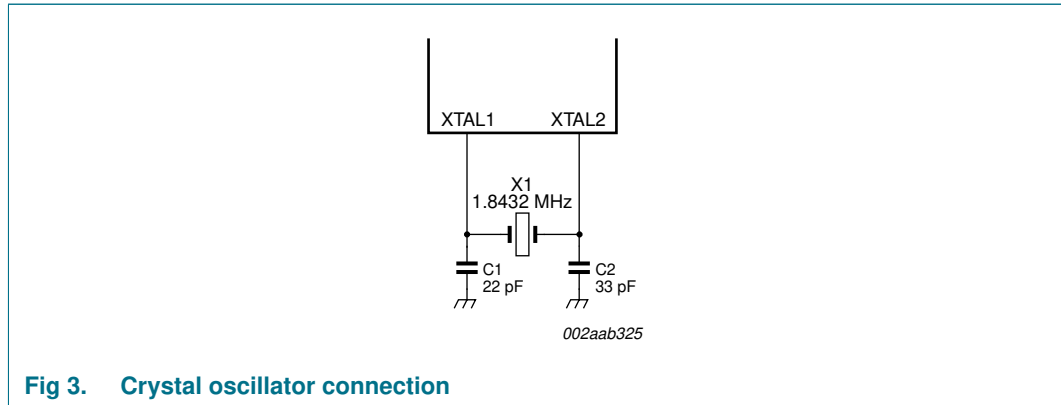 XTAL1 XTAL2
X1
1.8432 MHz
C1
22 pF
C2
33 pF
002aab325
Fig 3. Crystal oscillator connection